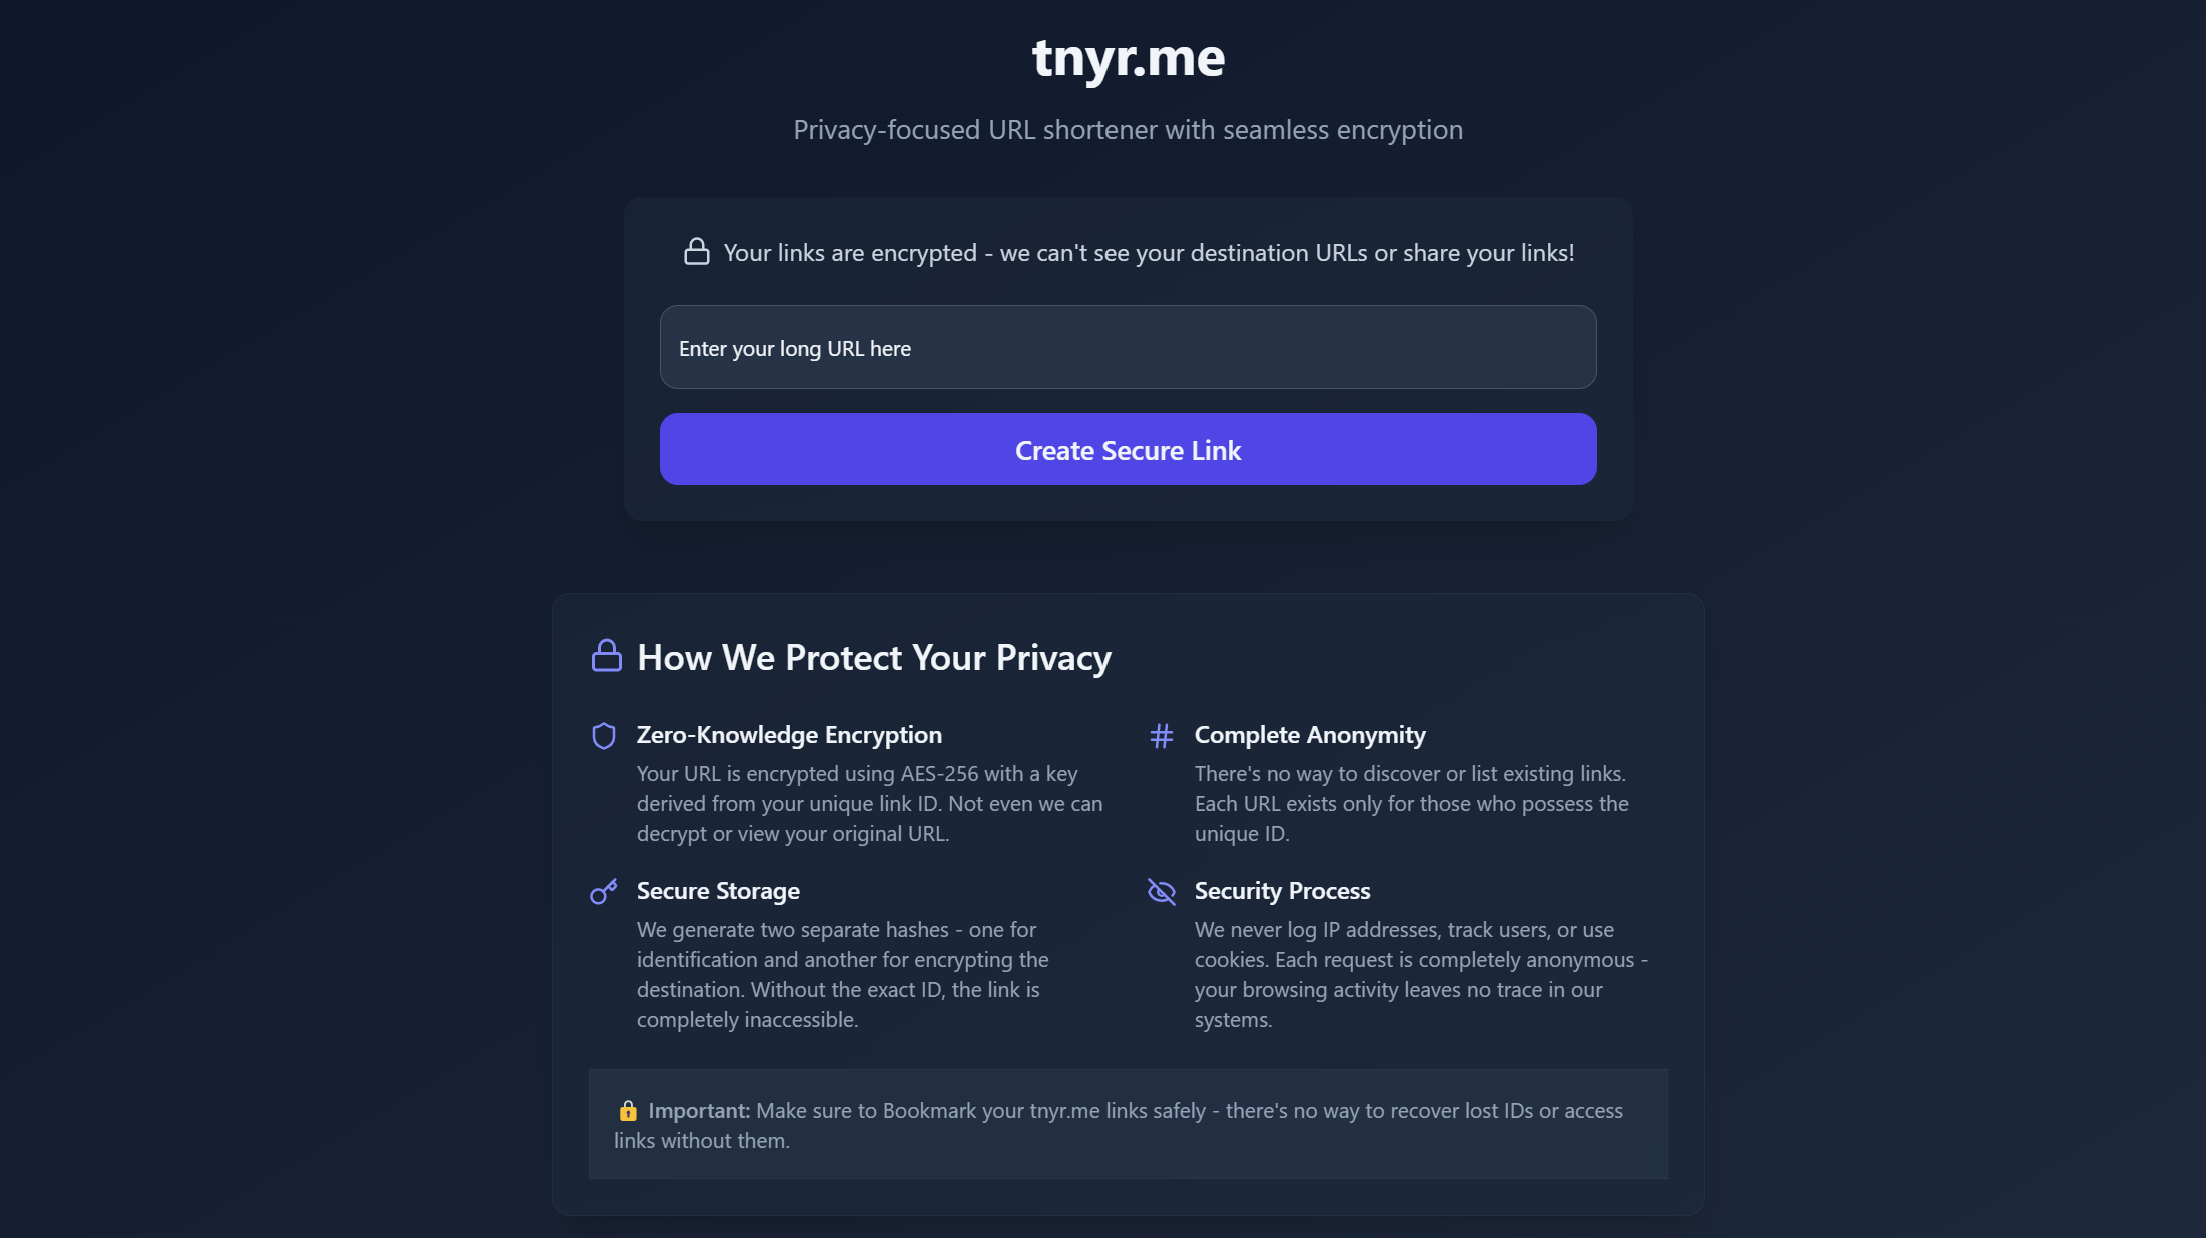 tnyr.me
Privacy-focused URL shortener with seamless encryption
Your links are encrypted - we can't see your destination URLs or share your links!
Enter your long URL here
Create Secure Link
How We Protect Your Privacy
Zero-Knowledge Encryption
Your URL is encrypted using AES-256 with a key
derived from your unique link ID. Not even we can
decrypt or view your original URL.
Complete Anonymity
There's no way to discover or list existing links.
Each URL exists only for those who possess the
unique ID.
Secure Storage
We generate two separate hashes - one for
identification and another for encrypting the
destination. Without the exact ID, the link is
completely inaccessible.
Security Process
We never log IP addresses, track users, or use
cookies. Each request is completely anonymous -
your browsing activity leaves no trace in our
systems.
🔒 Important: Make sure to Bookmark your tnyr.me links safely - there's no way to recover lost IDs or access
links without them.